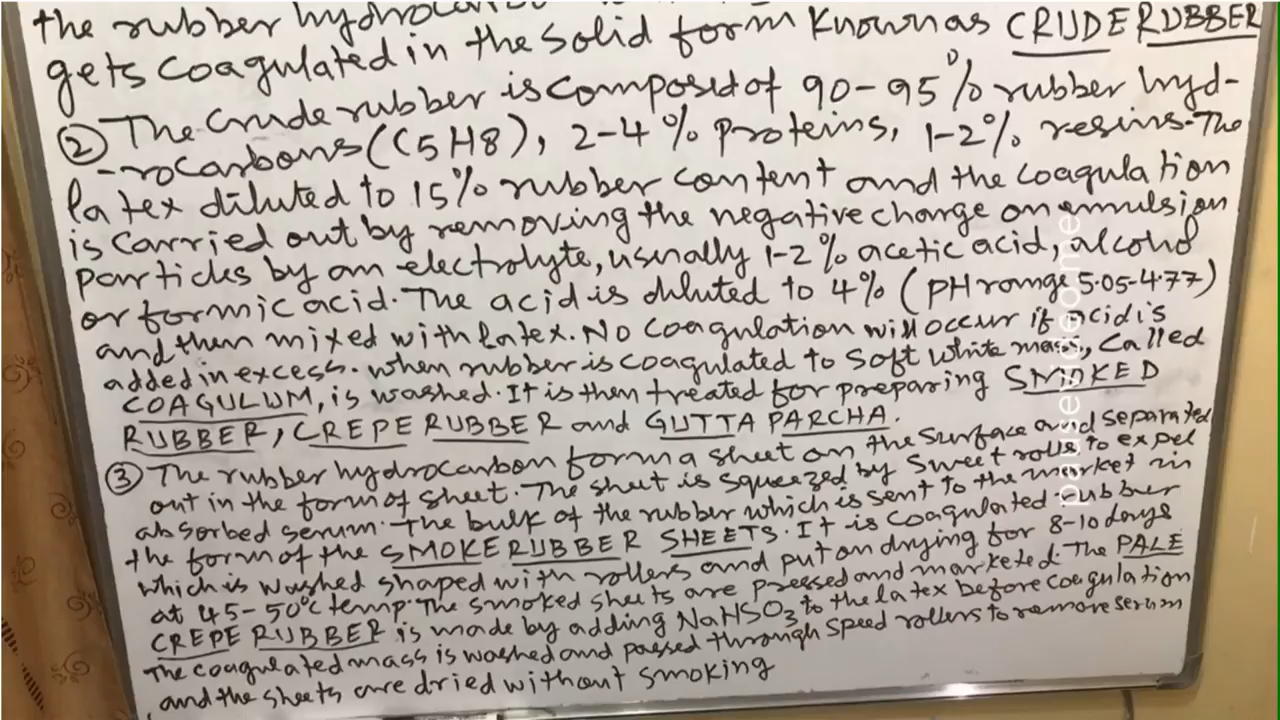 the rubber hydrocarbon
gets coagulated in the solid form known as CRUDE RUBBER
② The crude rubber is composed of 90-95% rubber hyd-
-rocarbons (C5H8), 2-4% proteins, 1-2% resins. The
latex diluted to 15% rubber content and the coagulation
is carried out by removing the negative charge on emulsion
particles by an electrolyte, usually 1-2% acetic acid, alcohol
or formic acid. The acid is diluted to 4% (PH range 5.05-4.77)
and then mixed with latex. No coagulation will occur if acid is
added in excess. when rubber is coagulated to soft white mass, called
COAGULUM, is washed. It is then treated for preparing SMOKED
RUBBER, CREPE RUBBER and GUTTA PARCHA.
③ The rubber hydrocarbon form a sheet on the surface and separated
out in the form of sheet. The sheet is squeezed by sweet rolls to expel
absorbed serum. The bulk of the rubber which is sent to the market in
the form of the SMOKE RUBBER SHEETS. It is coagulated rubber
which is washed shaped with rollers and put on drying for 8-10 days
at 45-50°c temp. The smoked sheets are pressed and marketed. The PALE
CREPE RUBBER is made by adding NaHSO3 to the latex before coagulation
The coagulated mass is washed and passed through speed rollers to remove serum
and the sheets are dried without smoking